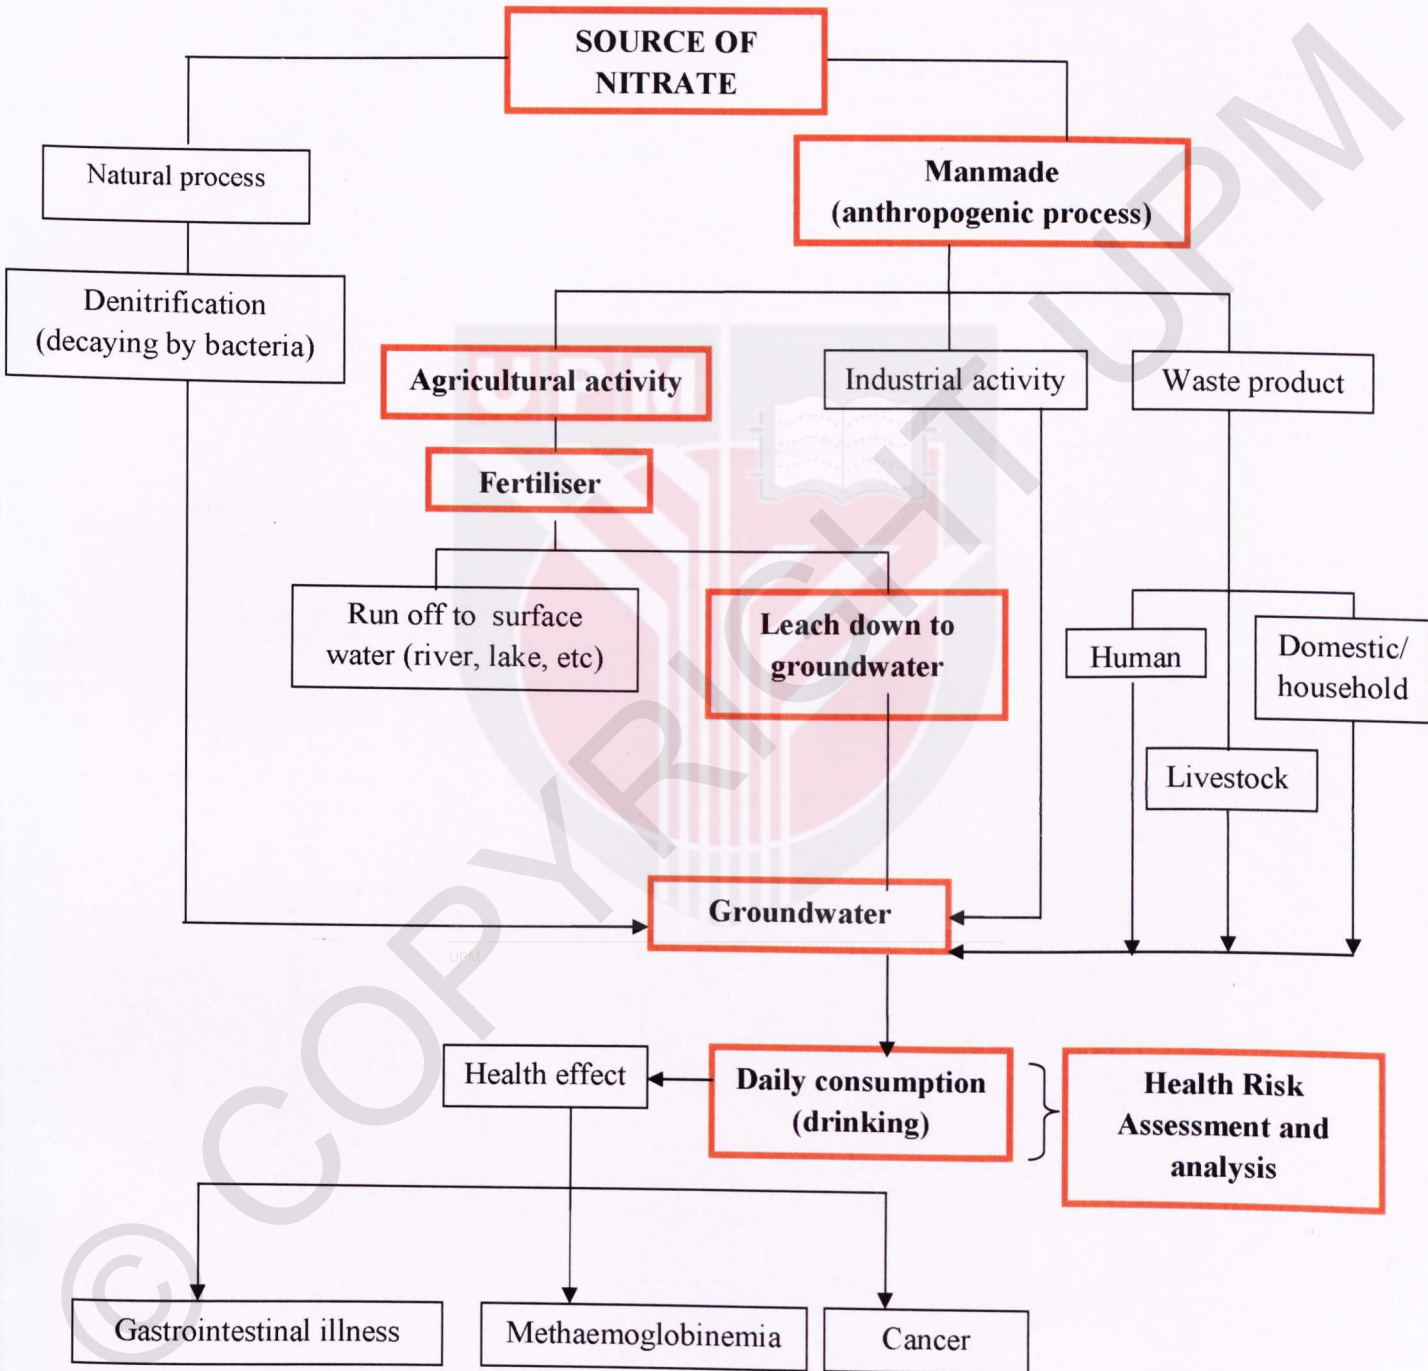 SOURCE OF
NITRATE
Natural process
Manmade
(anthropogenic process)
Denitrification
(decaying by bacteria)
Agricultural activity
Industrial activity
Waste product
Fertiliser
Run off to surface
water (river, lake, etc)
Leach down to
groundwater
Human
Domestic/
household
Livestock
Groundwater
Health effect
Daily consumption
(drinking)
Health Risk
Assessment and
analysis
Gastrointestinal illness
Methaemoglobinemia
Cancer
UPM
UPM
© COPYRIGHT UPM